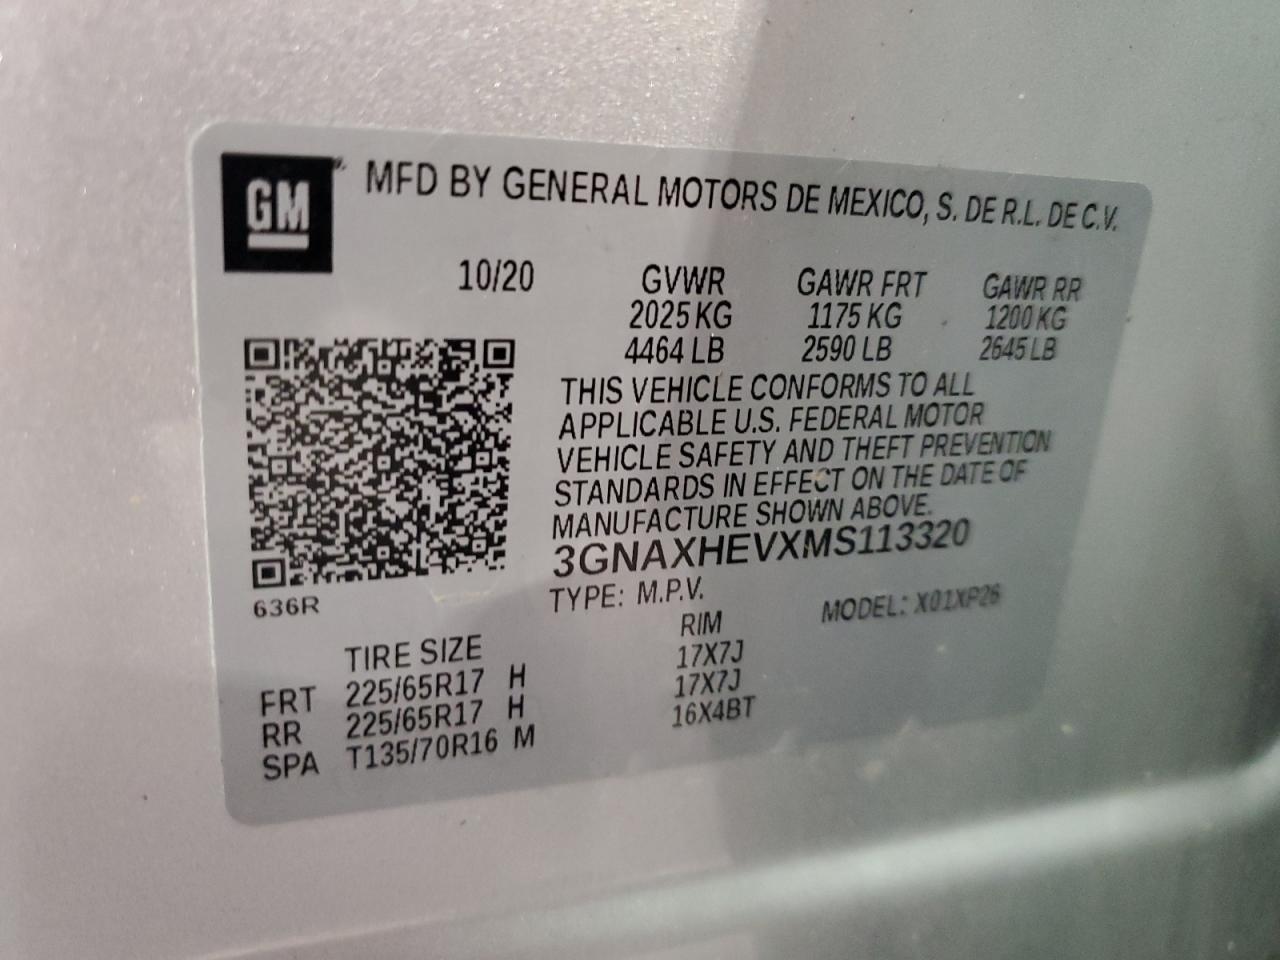 GM
MFD BY GENERAL MOTORS DE MEXICO, S. DE R.L. DE C.V.
10/20 GVWR GAWR FRT GAWR RR
2025 KG 1175 KG 1200 KG
4464 LB 2590 LB 2645 LB
THIS VEHICLE CONFORMS TO ALL
APPLICABLE U.S. FEDERAL MOTOR
VEHICLE SAFETY AND THEFT PREVENTION
STANDARDS IN EFFECT ON THE DATE OF
MANUFACTURE SHOWN ABOVE.
3GNAXHEVXMS113320
636R
TYPE: M.P.V. MODEL: X01XP26
TIRE SIZE RIM
FRT 225/65R17 H 17X7J
RR 225/65R17 H 17X7J
SPA T135/70R16 M 16X4BT